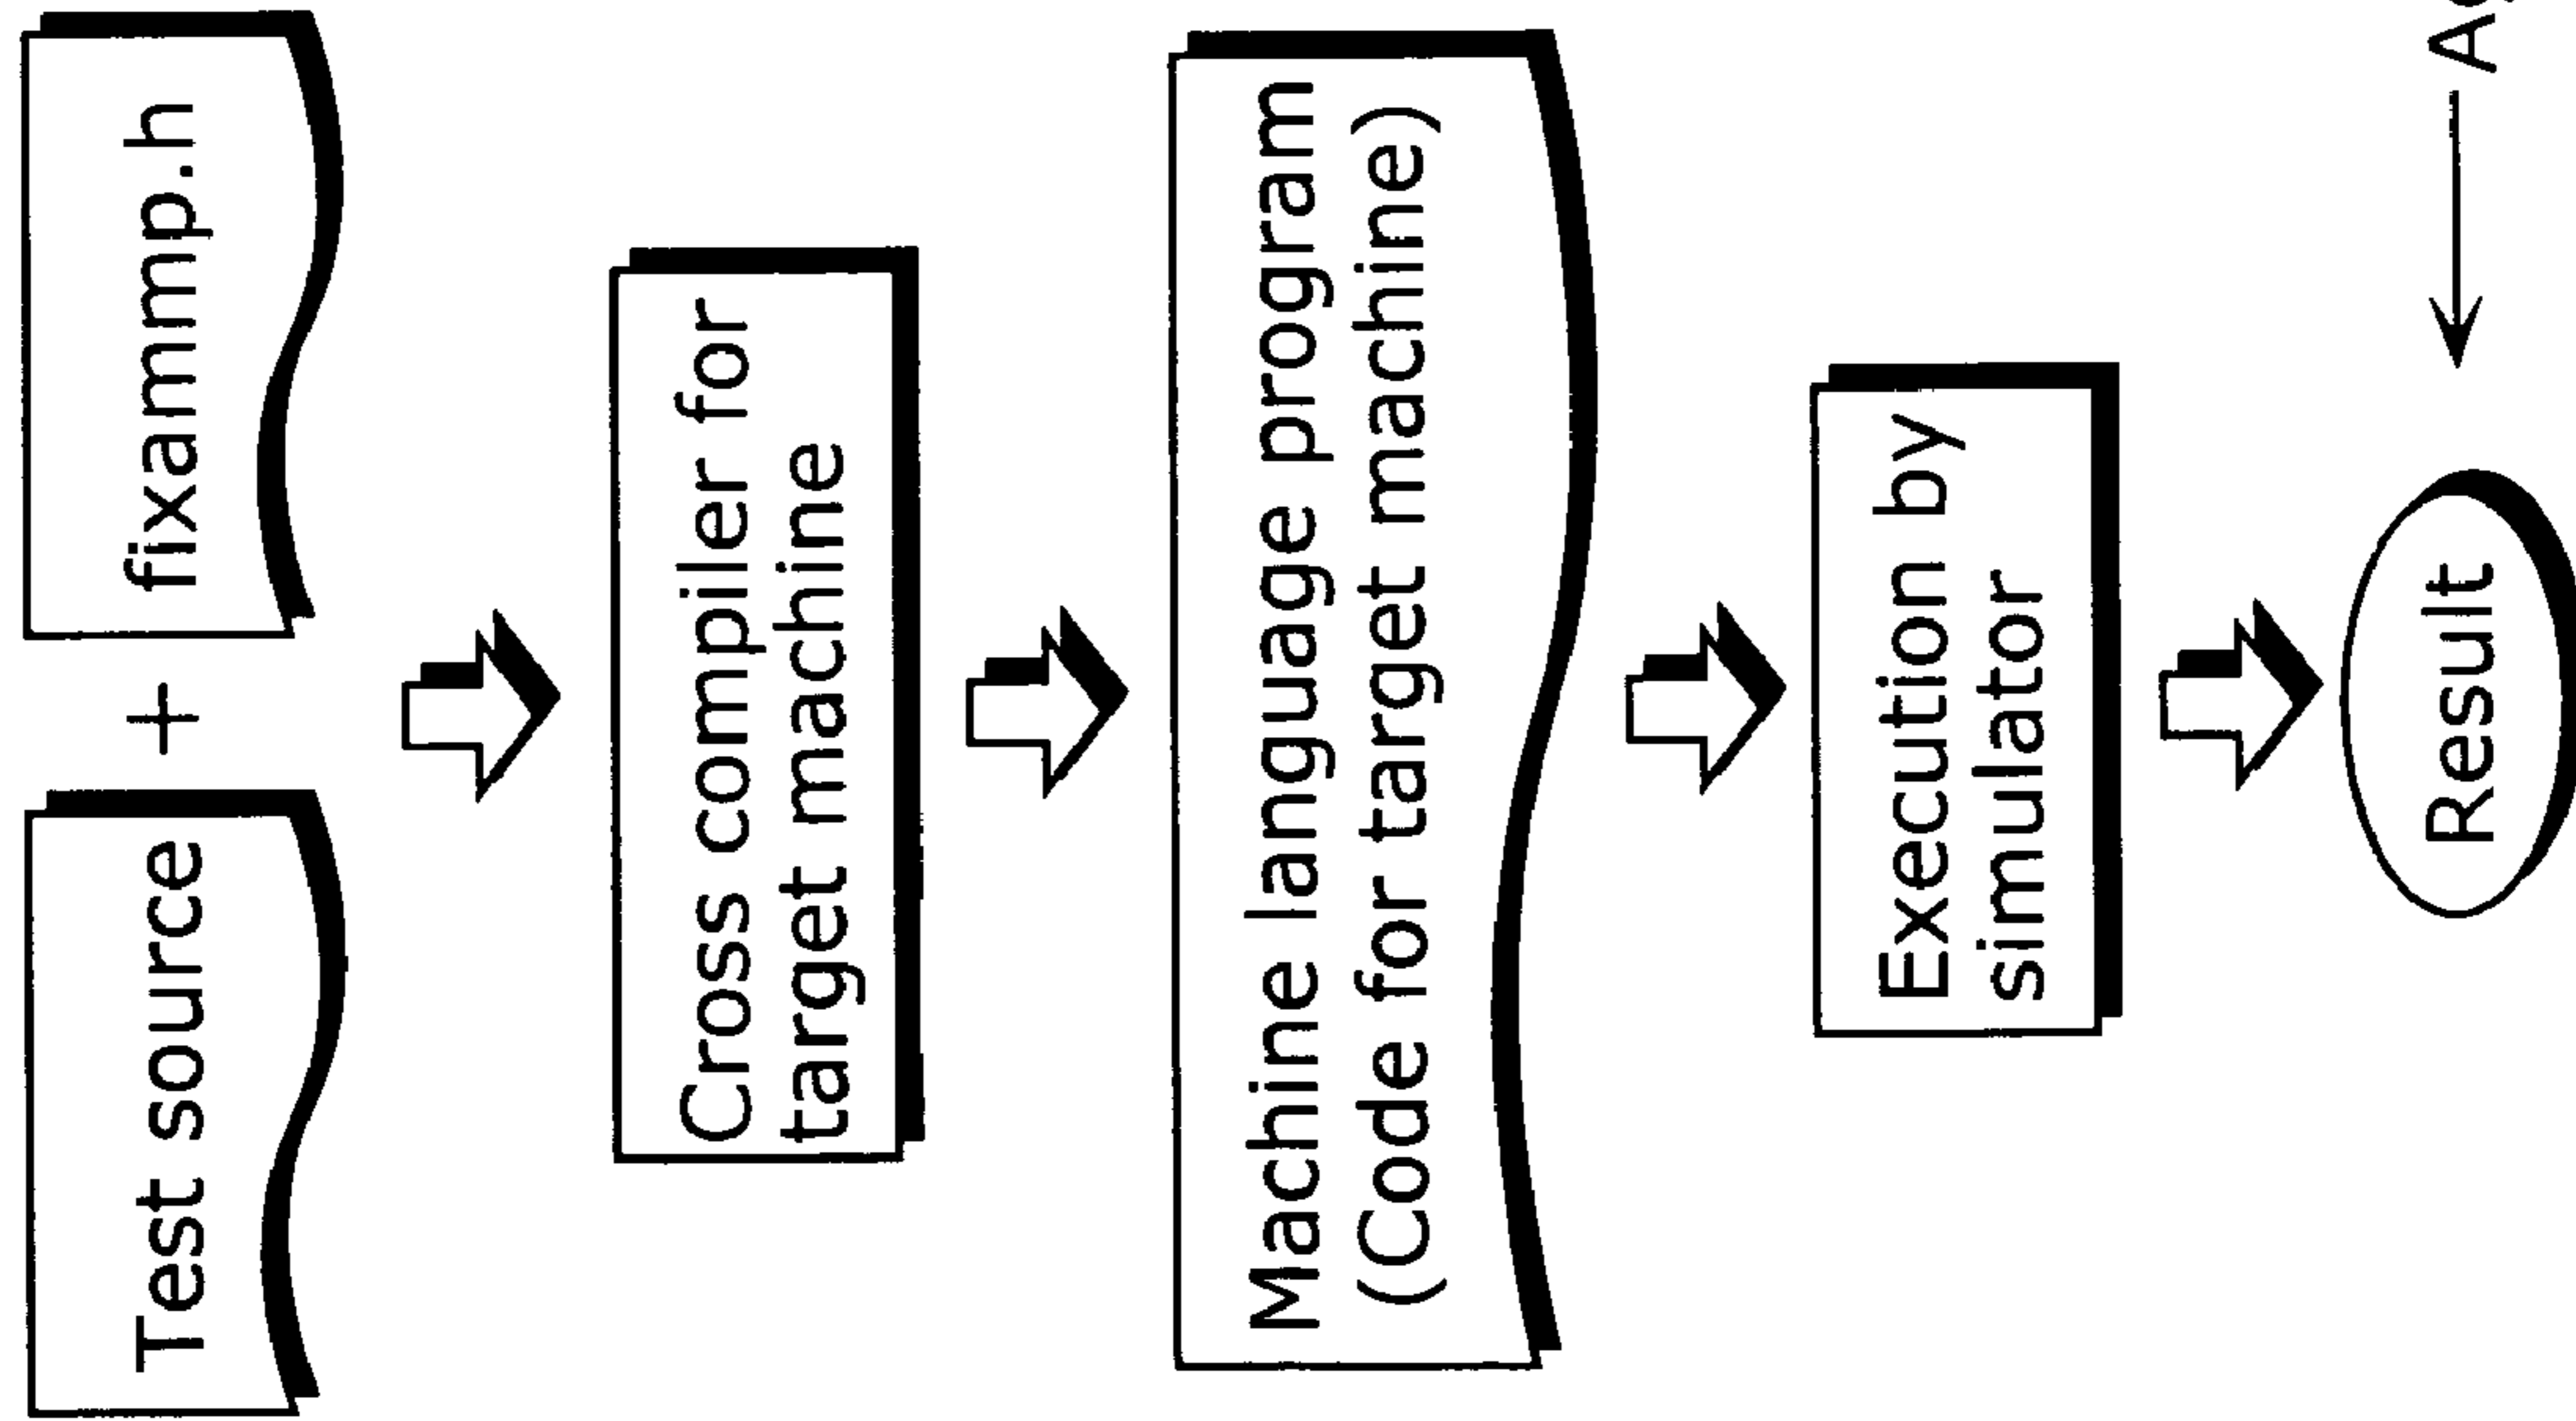 Test source + fixammp.h
Cross compiler for
target machine
Machine language program
(Code for target machine)
Execution by
simulator
Result